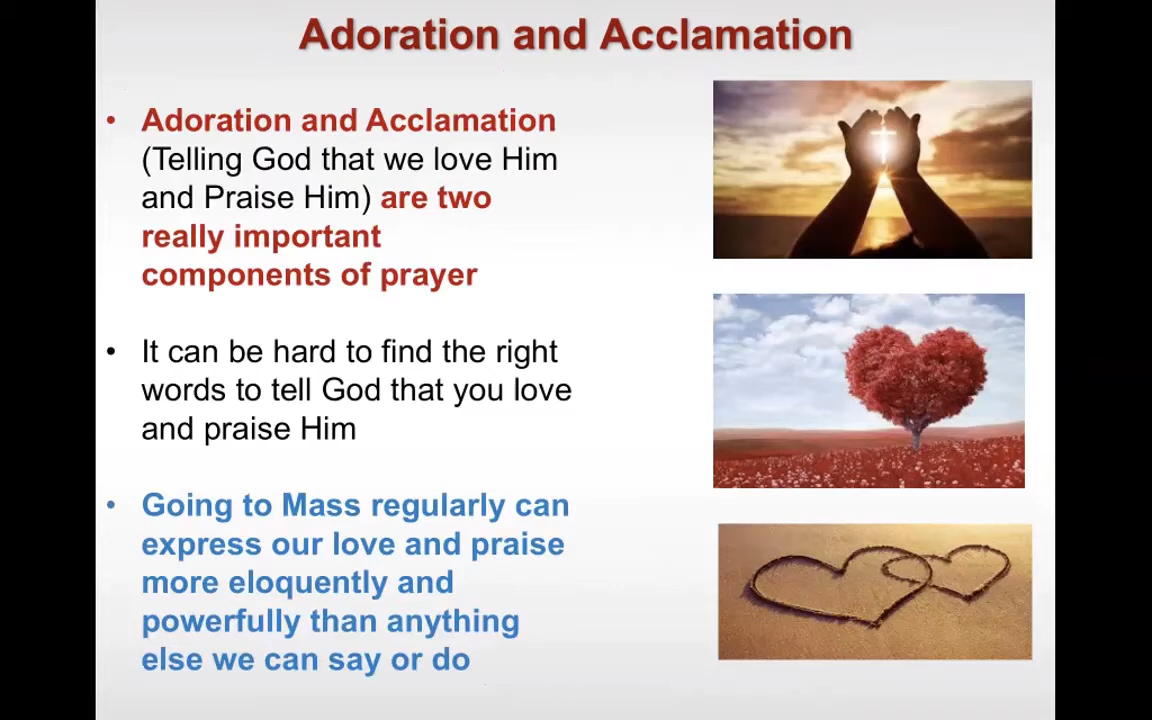 Adoration and Acclamation
• Adoration and Acclamation
(Telling God that we love Him
and Praise Him) are two
really important
components of prayer
• It can be hard to find the right
words to tell God that you love
and praise Him
• Going to Mass regularly can
express our love and praise
more eloquently and
powerfully than anything
else we can say or do